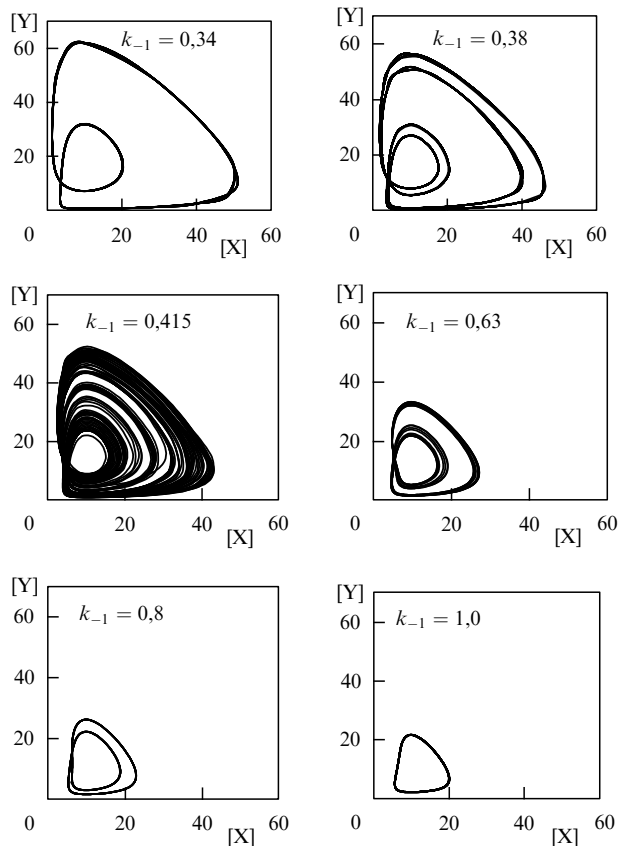 [Y] [Y]
60 k₋₁ = 0,34 60 k₋₁ = 0,38
40 40
20 20
0 20 40 60 0 20 40 60
[X] [X]
[Y] [Y]
60 k₋₁ = 0,415 60 k₋₁ = 0,63
40 40
20 20
0 20 40 60 0 20 40 60
[X] [X]
[Y] [Y]
60 k₋₁ = 0,8 60 k₋₁ = 1,0
40 40
20 20
0 20 40 60 0 20 40 60
[X] [X]